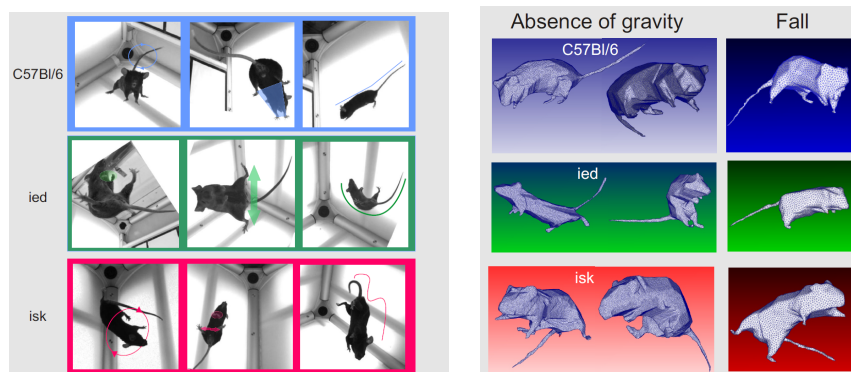 C57Bl/6
ied
isk
Absence of gravity
Fall
C57Bl/6
ied
isk